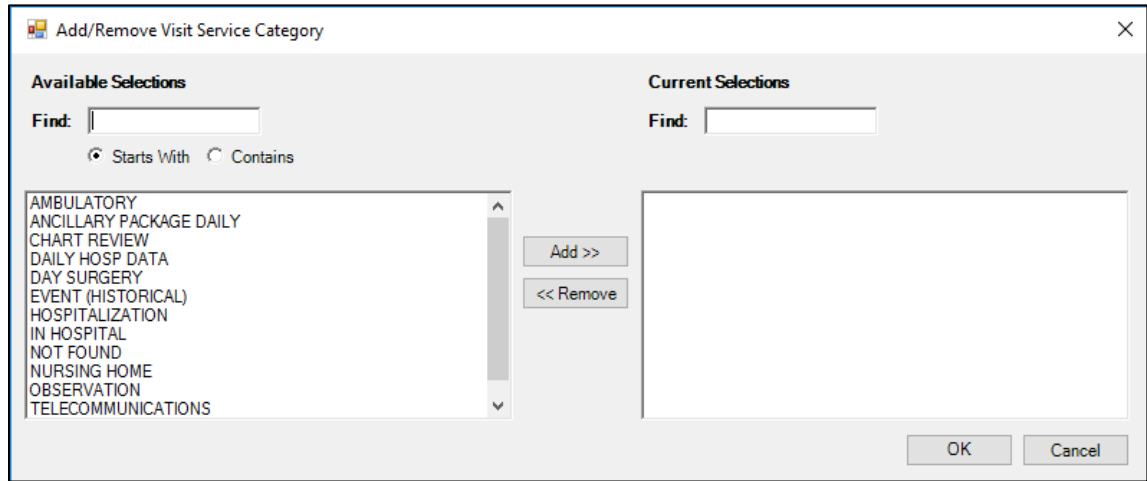 Add/Remove Visit Service Category
Available Selections
Current Selections
Find:
Find:
Starts With
Contains
AMBULATORY
ANCILLARY PACKAGE DAILY
CHART REVIEW
DAILY HOSP DATA
DAY SURGERY
EVENT (HISTORICAL)
HOSPITALIZATION
IN HOSPITAL
NOT FOUND
NURSING HOME
OBSERVATION
TELECOMMUNICATIONS
Add >>
<< Remove
OK
Cancel